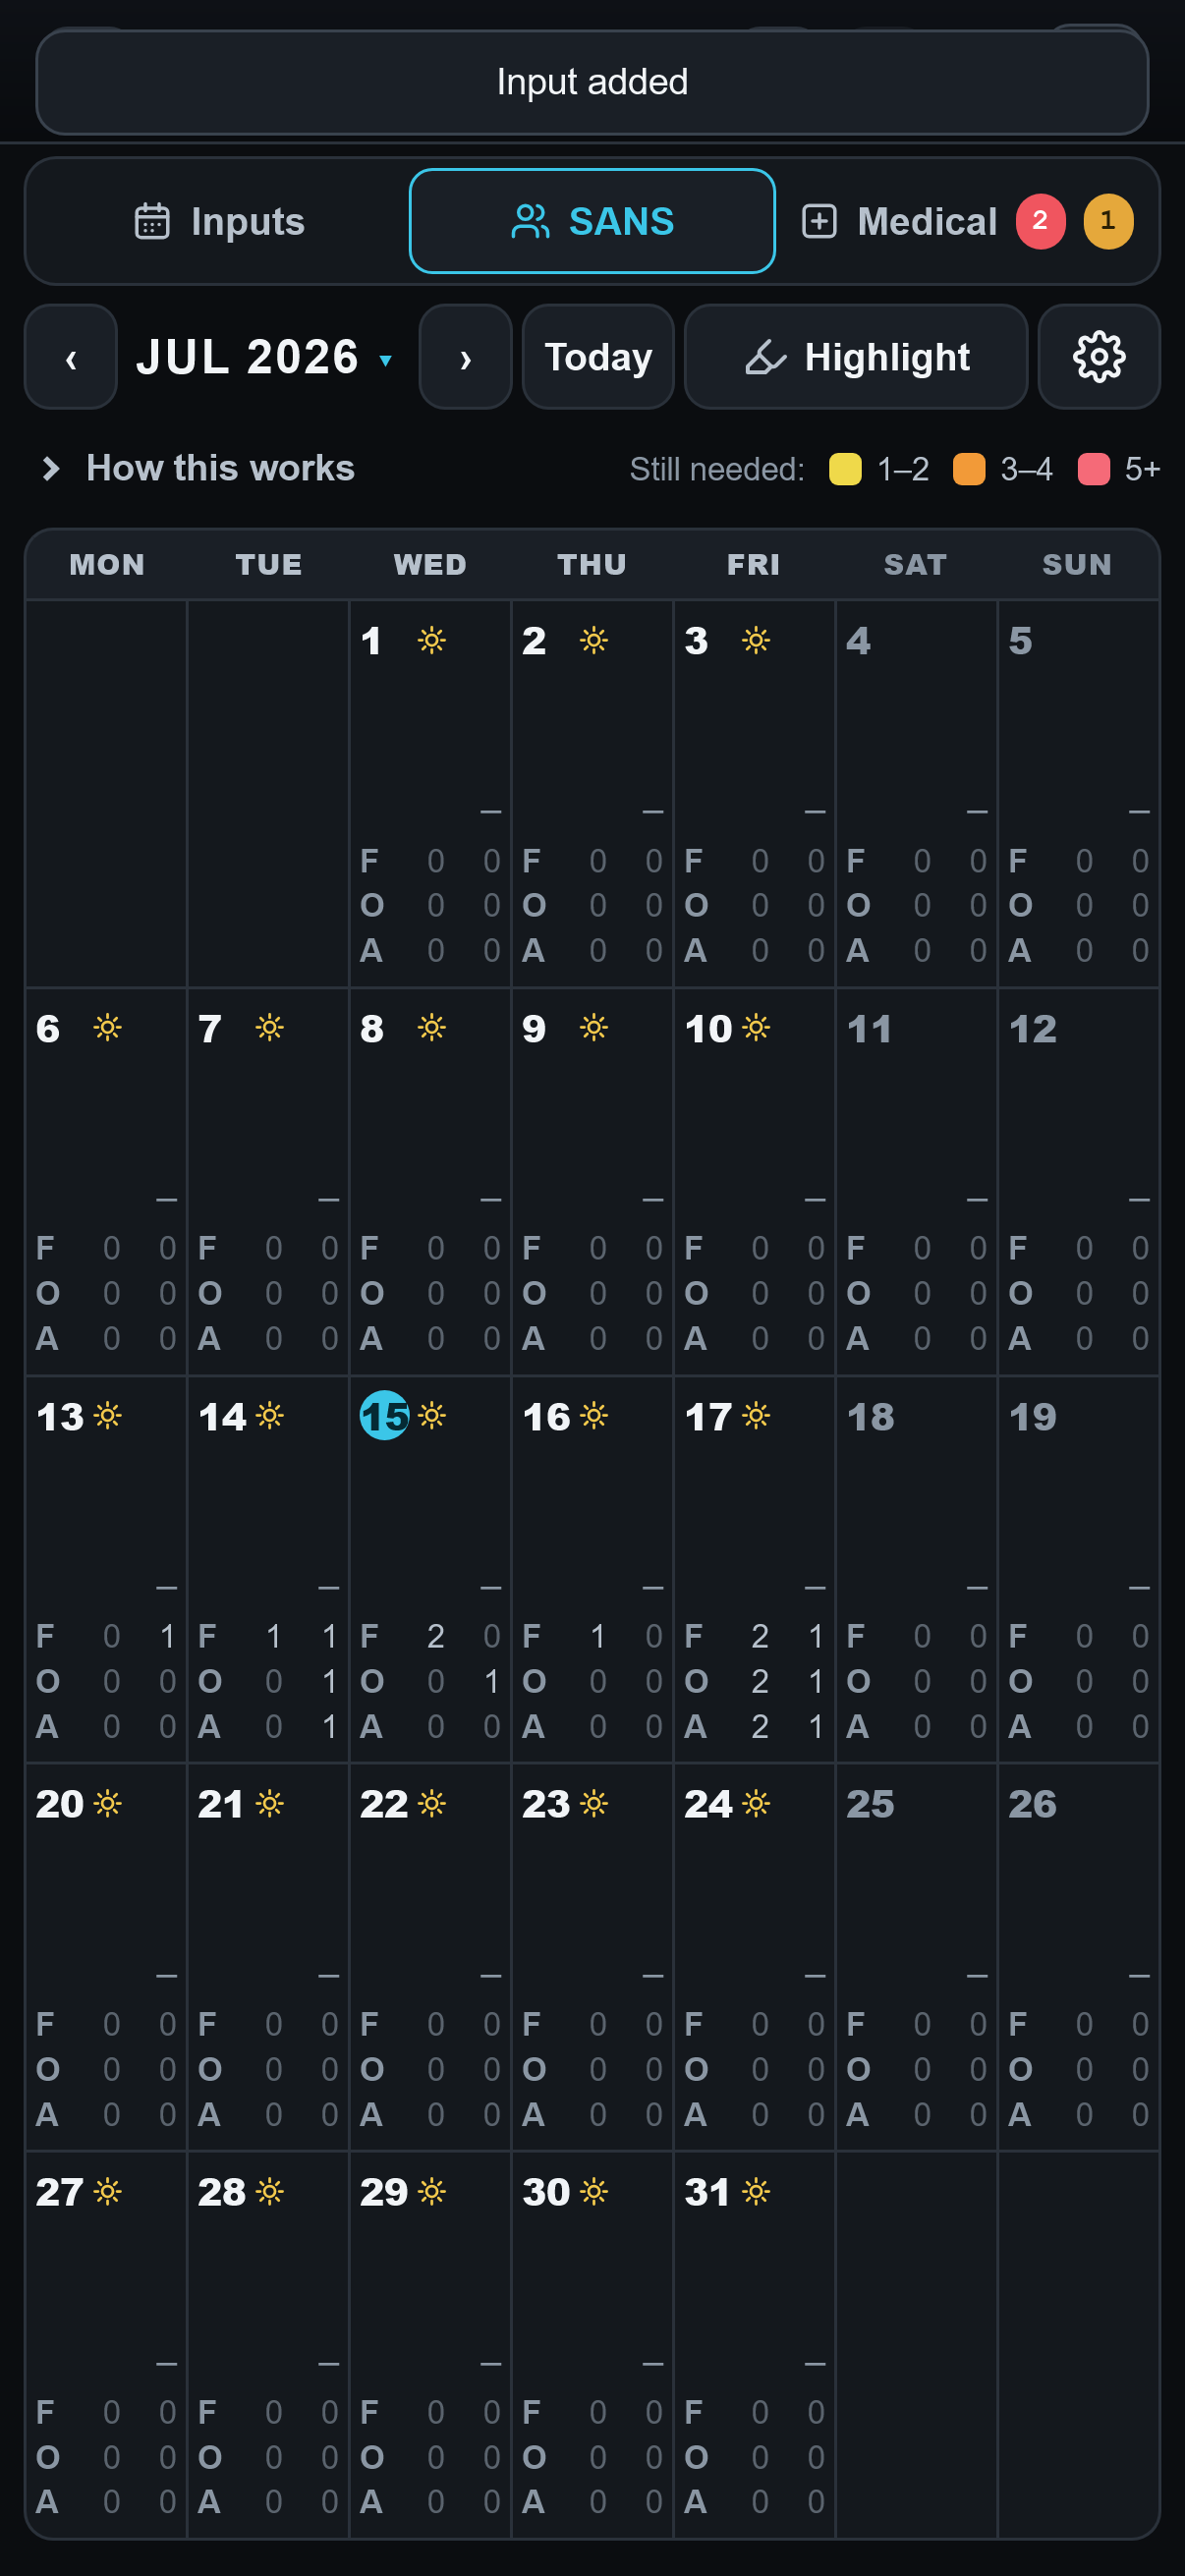 Input added
Inputs SANS Medical 2 1
‹ JUL 2026 ▾ › Today Highlight
How this works Still needed: 1–2 3–4 5+
MON TUE WED THU FRI SAT SUN
1 2 3 4 5
– – – – –
F 0 0 F 0 0 F 0 0 F 0 0 F 0 0
O 0 0 O 0 0 O 0 0 O 0 0 O 0 0
A 0 0 A 0 0 A 0 0 A 0 0 A 0 0
6 7 8 9 10 11 12
– – – – – – –
F 0 0 F 0 0 F 0 0 F 0 0 F 0 0 F 0 0 F 0 0
O 0 0 O 0 0 O 0 0 O 0 0 O 0 0 O 0 0 O 0 0
A 0 0 A 0 0 A 0 0 A 0 0 A 0 0 A 0 0 A 0 0
13 14 15 16 17 18 19
– – – – – – –
F 0 1 F 1 1 F 2 0 F 1 0 F 2 1 F 0 0 F 0 0
O 0 0 O 0 1 O 0 1 O 0 0 O 2 1 O 0 0 O 0 0
A 0 0 A 0 1 A 0 0 A 0 0 A 2 1 A 0 0 A 0 0
20 21 22 23 24 25 26
– – – – – – –
F 0 0 F 0 0 F 0 0 F 0 0 F 0 0 F 0 0 F 0 0
O 0 0 O 0 0 O 0 0 O 0 0 O 0 0 O 0 0 O 0 0
A 0 0 A 0 0 A 0 0 A 0 0 A 0 0 A 0 0 A 0 0
27 28 29 30 31
– – – – –
F 0 0 F 0 0 F 0 0 F 0 0 F 0 0
O 0 0 O 0 0 O 0 0 O 0 0 O 0 0
A 0 0 A 0 0 A 0 0 A 0 0 A 0 0